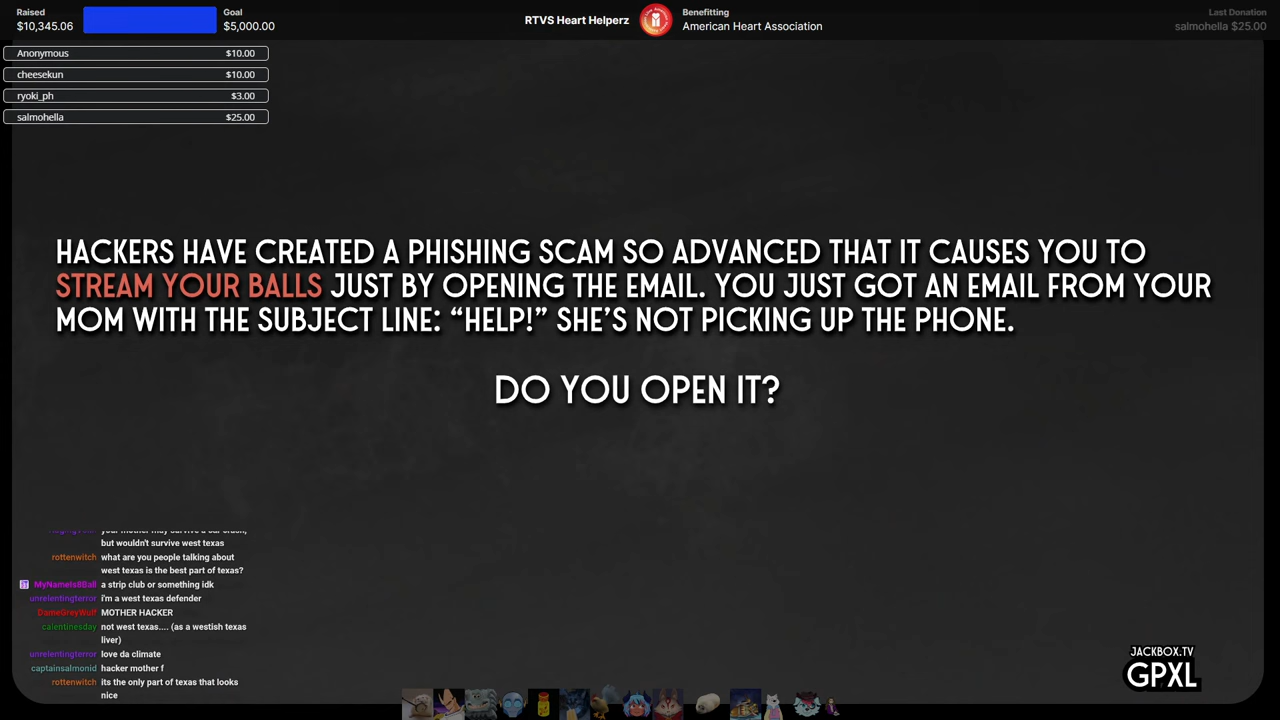 Raised
$10,345.06
Goal
$5,000.00
RTVS Heart Helperz
Benefitting
American Heart Association
Last Donation
salmohella $25.00
Anonymous $10.00
cheesekun $10.00
ryoki_ph $3.00
salmohella $25.00
HACKERS HAVE CREATED A PHISHING SCAM SO ADVANCED THAT IT CAUSES YOU TO
STREAM YOUR BALLS JUST BY OPENING THE EMAIL. YOU JUST GOT AN EMAIL FROM YOUR
MOM WITH THE SUBJECT LINE: “HELP!” SHE’S NOT PICKING UP THE PHONE.
DO YOU OPEN IT?
your mother may survive a car crash,
but wouldn't survive west texas
rottenwitch what are you people talking about
west texas is the best part of texas?
MyNameIs8Ball a strip club or something idk
unrelentingterror i'm a west texas defender
DameGreyWulf MOTHER HACKER
calentinesday not west texas.... (as a westish texas
liver)
unrelentingterror love da climate
captainsalmonid hacker mother f
rottenwitch its the only part of texas that looks
nice
JACKBOX.TV
GPXL